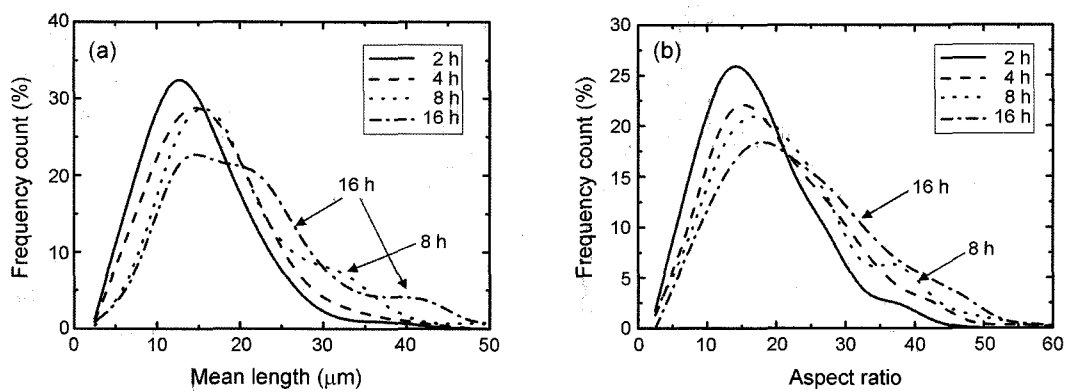 (a)
2 h
4 h
8 h
16 h
16 h
8 h
Frequency count (%)
40
30
20
10
0
0 10 20 30 40 50
Mean length (μm)
(b)
2 h
4 h
8 h
16 h
16 h
8 h
Frequency count (%)
30
25
20
15
10
5
0
0 10 20 30 40 50 60
Aspect ratio